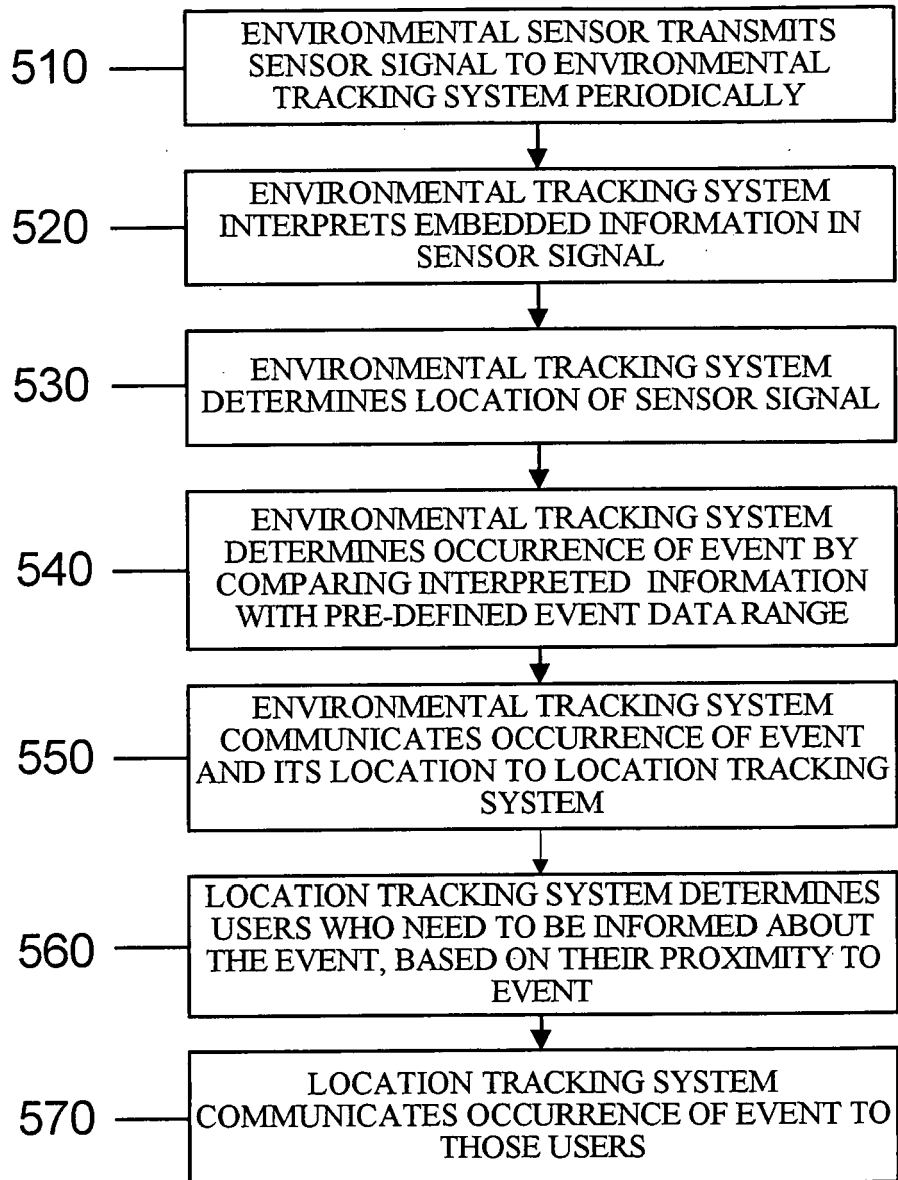 510
ENVIRONMENTAL SENSOR TRANSMITS
SENSOR SIGNAL TO ENVIRONMENTAL
TRACKING SYSTEM PERIODICALLY
520
ENVIRONMENTAL TRACKING SYSTEM
INTERPRETS EMBEDDED INFORMATION IN
SENSOR SIGNAL
530
ENVIRONMENTAL TRACKING SYSTEM
DETERMINES LOCATION OF SENSOR SIGNAL
540
ENVIRONMENTAL TRACKING SYSTEM
DETERMINES OCCURRENCE OF EVENT BY
COMPARING INTERPRETED INFORMATION
WITH PRE-DEFINED EVENT DATA RANGE
550
ENVIRONMENTAL TRACKING SYSTEM
COMMUNICATES OCCURRENCE OF EVENT
AND ITS LOCATION TO LOCATION TRACKING
SYSTEM
560
LOCATION TRACKING SYSTEM DETERMINES
USERS WHO NEED TO BE INFORMED ABOUT
THE EVENT, BASED ON THEIR PROXIMITY TO
EVENT
570
LOCATION TRACKING SYSTEM
COMMUNICATES OCCURRENCE OF EVENT TO
THOSE USERS